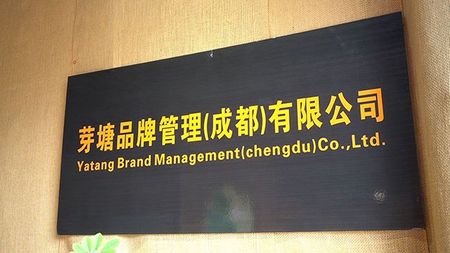 芽塘品牌管理(成都)有限公司
Yatang Brand Management(chengdu)Co.,Ltd.